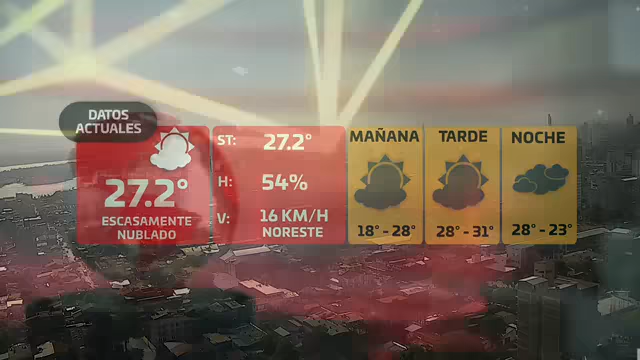 DATOS
ACTUALES
27.2°
ESCASAMENTE
NUBLADO
ST: 27.2°
H: 54%
V: 16 KM/H
NORESTE
MAÑANA
18° - 28°
TARDE
28° - 31°
NOCHE
28° - 23°